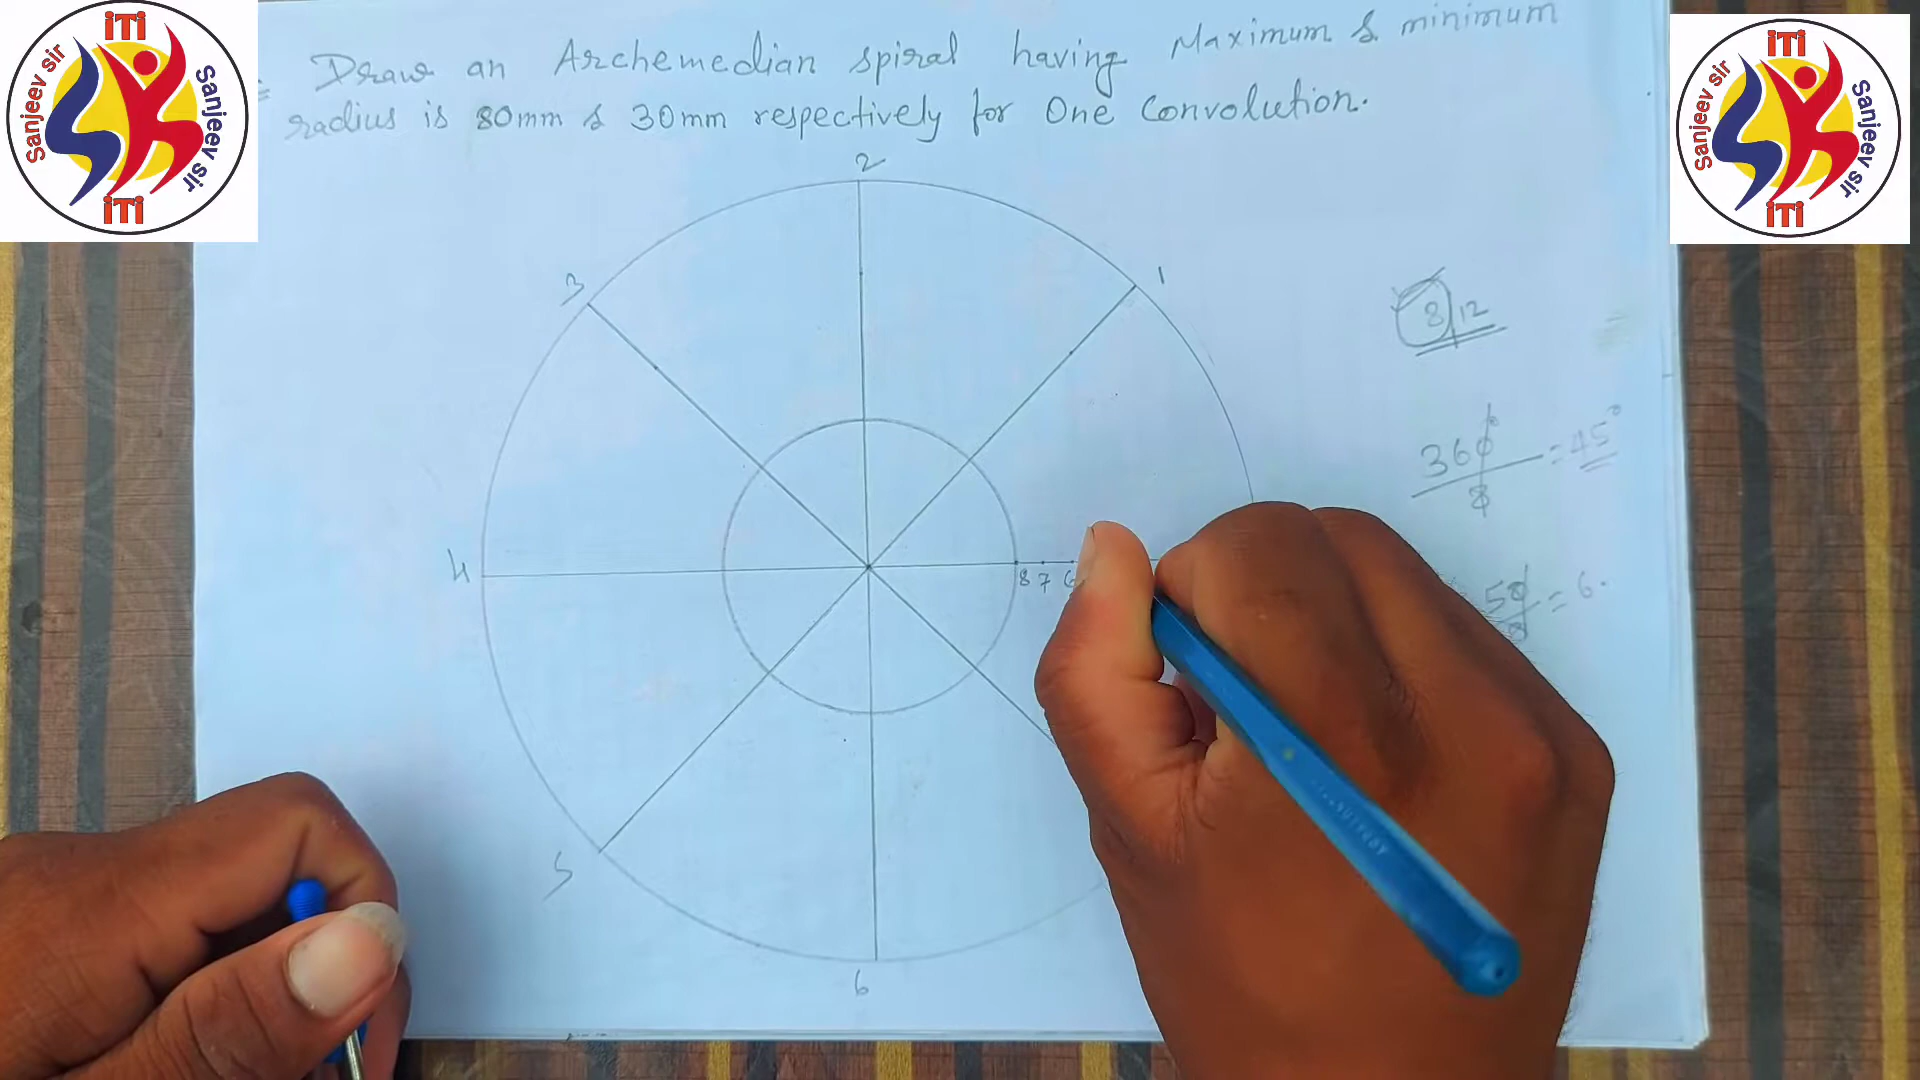 Draw an Archemedian spiral having Maximum & minimum
radius is 80mm & 30mm respectively for One Convolution.
iTi
Sanjeev sir
Sanjeev sir
iTi
iTi
Sanjeev sir
Sanjeev sir
iTi
2
3
1
8 12
360°
8
= 45°
4
8 7 6
50
8
= 6.
5
6